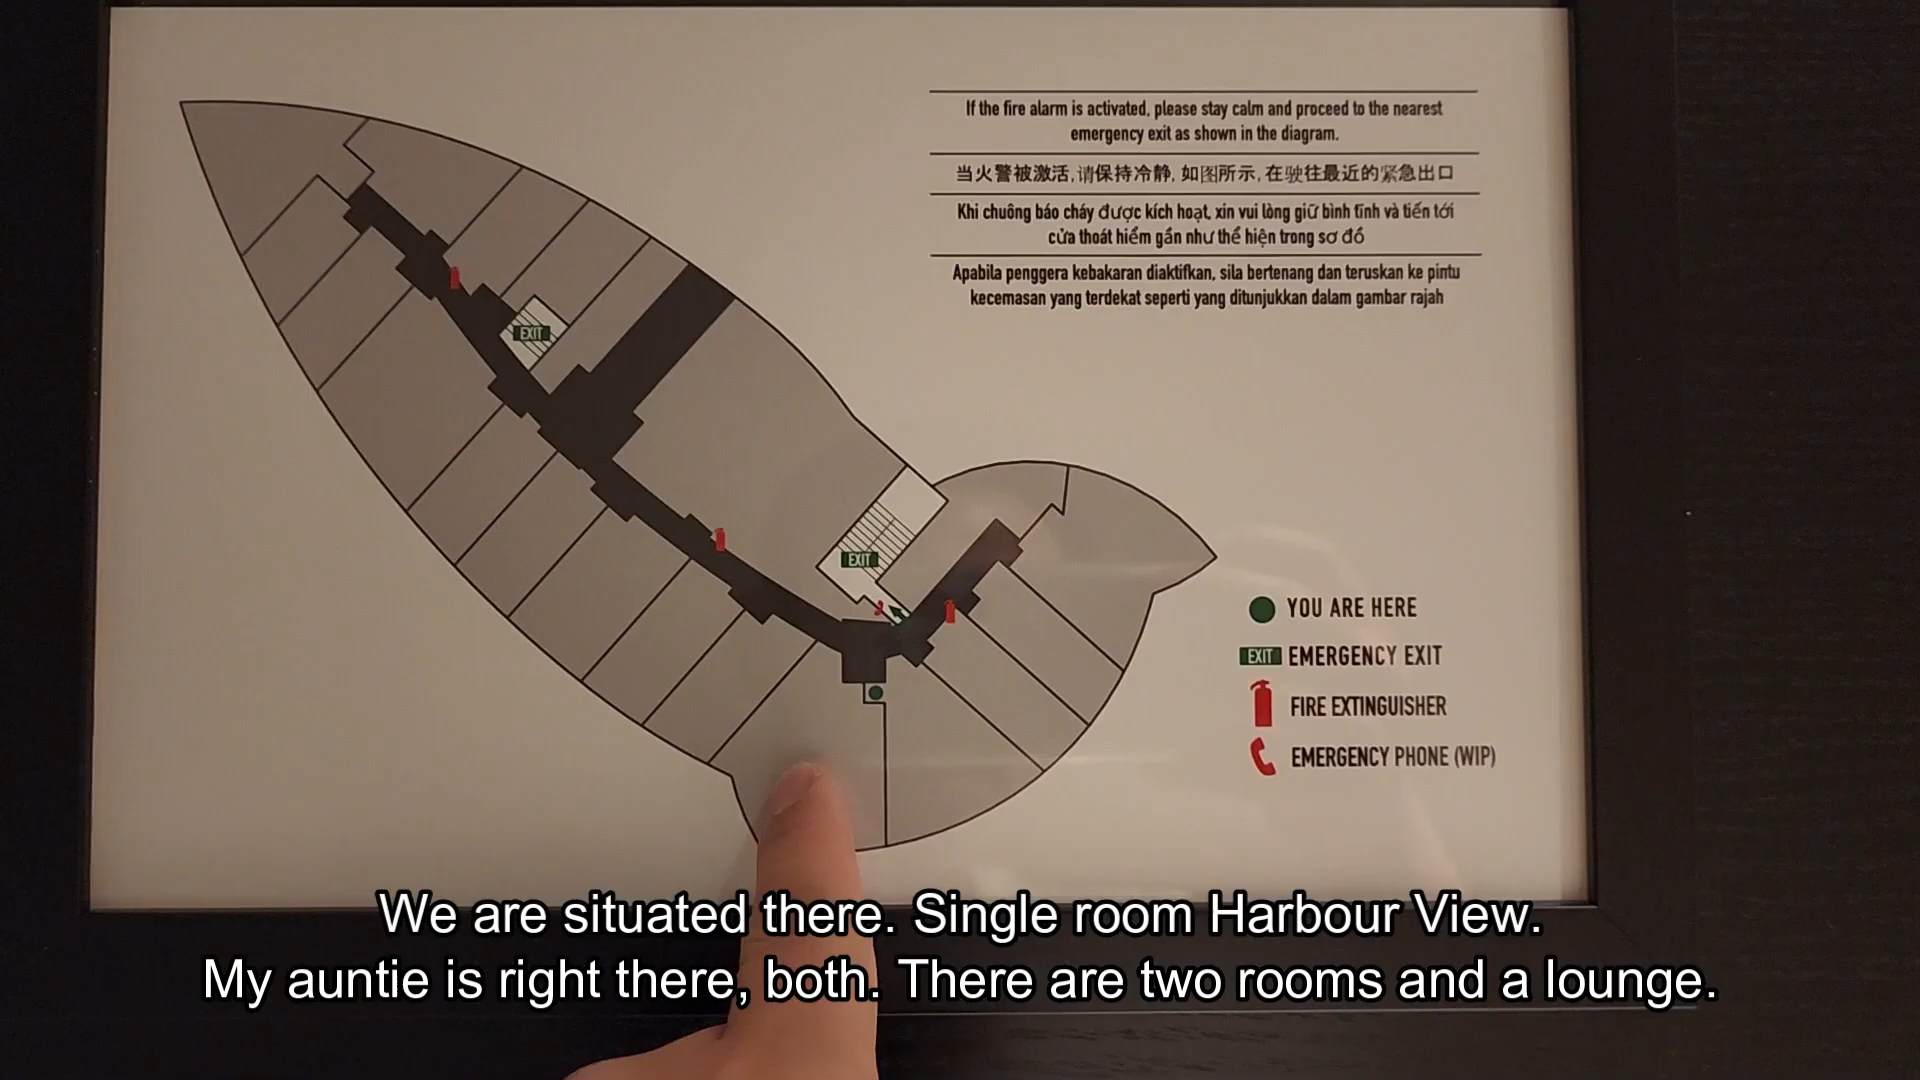 If the fire alarm is activated, please stay calm and proceed to the nearest
emergency exit as shown in the diagram.
当火警被激活,请保持冷静,如图所示,在驶往最近的紧急出口
Khi chuông báo cháy được kích hoạt, xin vui lòng giữ bình tĩnh và tiến tới
cửa thoát hiểm gần như thể hiện trong sơ đồ
Apabila penggera kebakaran diaktifkan, sila bertenang dan teruskan ke pintu
kecemasan yang terdekat seperti yang ditunjukkan dalam gambar rajah
EXIT
EXIT
YOU ARE HERE
EXIT EMERGENCY EXIT
FIRE EXTINGUISHER
EMERGENCY PHONE (WIP)
We are situated there. Single room Harbour View.
My auntie is right there, both. There are two rooms and a lounge.